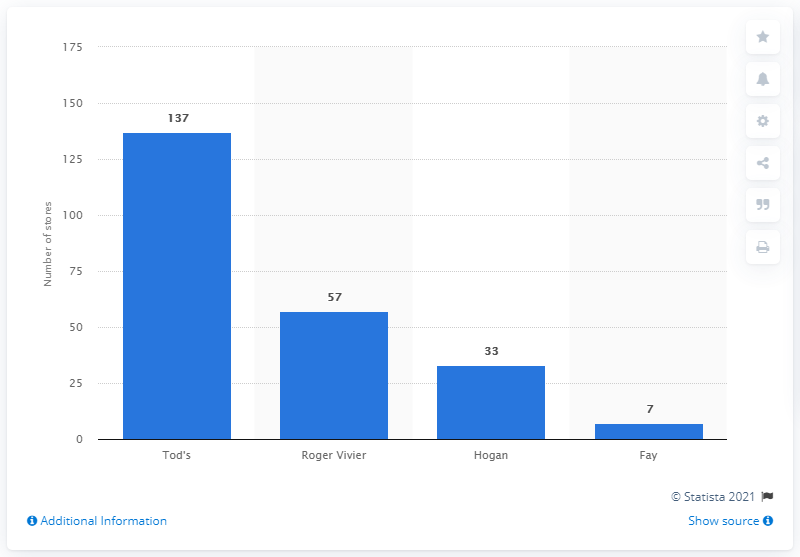 175
150
125
100
75
50
25
0
Number of stores
137
57
33
7
Tod's
Roger Vivier
Hogan
Fay
© Statista 2021
Additional Information
Show source